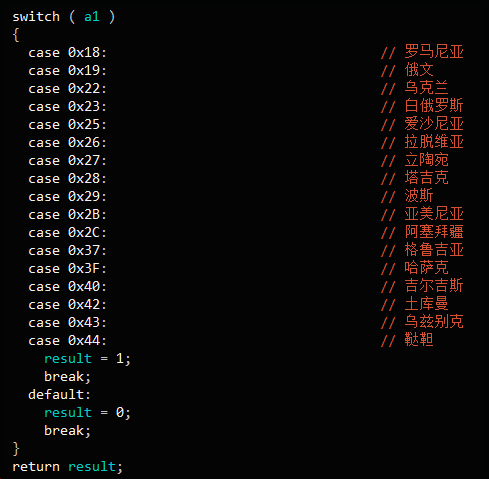 switch ( a1 )
{
case 0x18: // 罗马尼亚
case 0x19: // 俄文
case 0x22: // 乌克兰
case 0x23: // 白俄罗斯
case 0x25: // 爱沙尼亚
case 0x26: // 拉脱维亚
case 0x27: // 立陶宛
case 0x28: // 塔吉克
case 0x29: // 波斯
case 0x2B: // 亚美尼亚
case 0x2C: // 阿塞拜疆
case 0x37: // 格鲁吉亚
case 0x3F: // 哈萨克
case 0x40: // 吉尔吉斯
case 0x42: // 土库曼
case 0x43: // 乌兹别克
case 0x44: // 鞑靼
result = 1;
break;
default:
result = 0;
break;
}
return result;